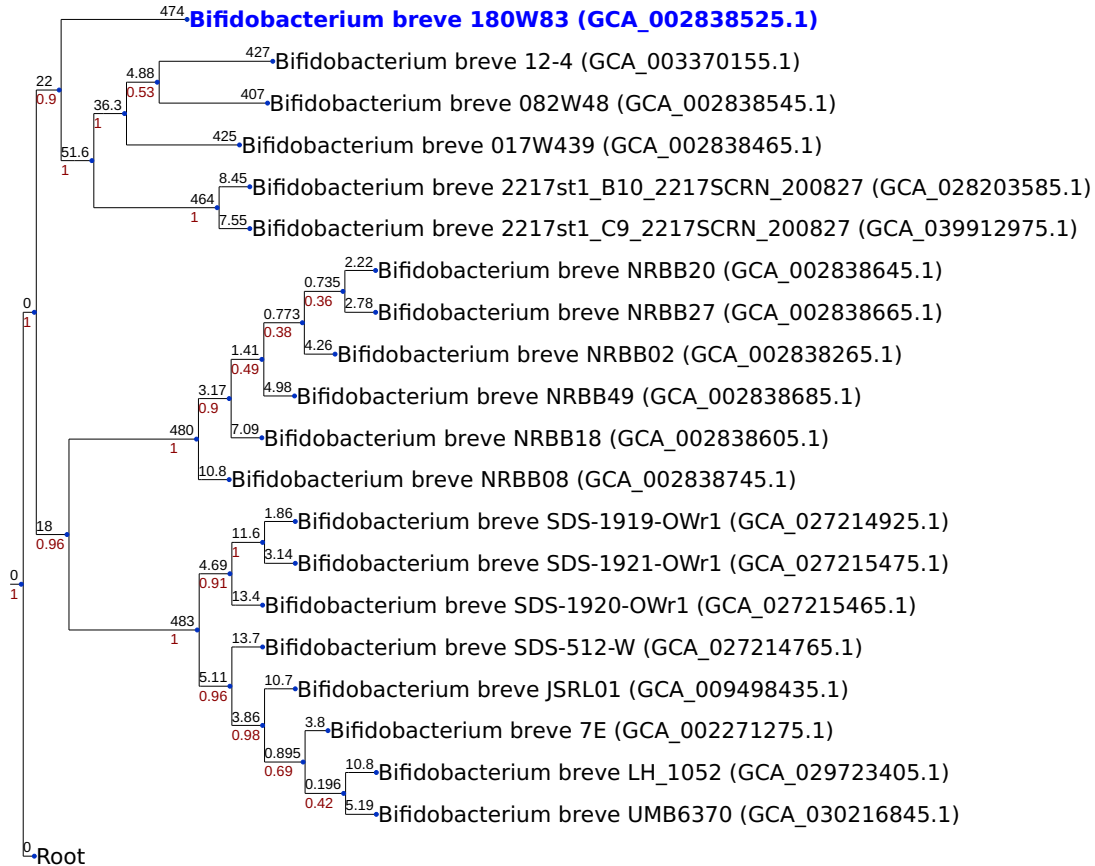 474
Bifidobacterium breve 180W83 (GCA_002838525.1)
427
Bifidobacterium breve 12-4 (GCA_003370155.1)
4.88
22
0.53
0.9
407
Bifidobacterium breve 082W48 (GCA_002838545.1)
36.3
1
425
Bifidobacterium breve 017W439 (GCA_002838465.1)
51.6
1
8.45
Bifidobacterium breve 2217st1_B10_2217SCRN_200827 (GCA_028203585.1)
464
1
7.55
Bifidobacterium breve 2217st1_C9_2217SCRN_200827 (GCA_039912975.1)
2.22
Bifidobacterium breve NRBB20 (GCA_002838645.1)
0.735
0.36
0
1
2.78
Bifidobacterium breve NRBB27 (GCA_002838665.1)
0.773
0.38
4.26
Bifidobacterium breve NRBB02 (GCA_002838265.1)
1.41
0.49
4.98
Bifidobacterium breve NRBB49 (GCA_002838685.1)
3.17
0.9
7.09
Bifidobacterium breve NRBB18 (GCA_002838605.1)
480
1
10.8
Bifidobacterium breve NRBB08 (GCA_002838745.1)
1.86
Bifidobacterium breve SDS-1919-OWr1 (GCA_027214925.1)
18
0.96
11.6
1
3.14
Bifidobacterium breve SDS-1921-OWr1 (GCA_027215475.1)
4.69
0.91
0
1
13.4
Bifidobacterium breve SDS-1920-OWr1 (GCA_027215465.1)
483
1
13.7
Bifidobacterium breve SDS-512-W (GCA_027214765.1)
5.11
0.96
10.7
Bifidobacterium breve JSRL01 (GCA_009498435.1)
3.86
0.98
3.8
Bifidobacterium breve 7E (GCA_002271275.1)
0.895
0.69
10.8
Bifidobacterium breve LH_1052 (GCA_029723405.1)
0.196
0.42
5.19
Bifidobacterium breve UMB6370 (GCA_030216845.1)
0
Root